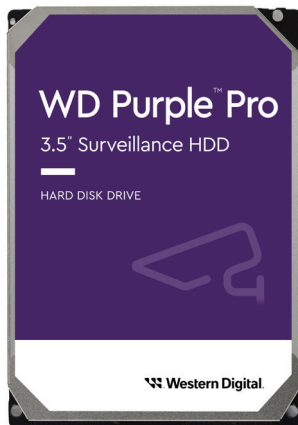 WD Purple™ Pro
3.5" Surveillance HDD
HARD DISK DRIVE
Western Digital.